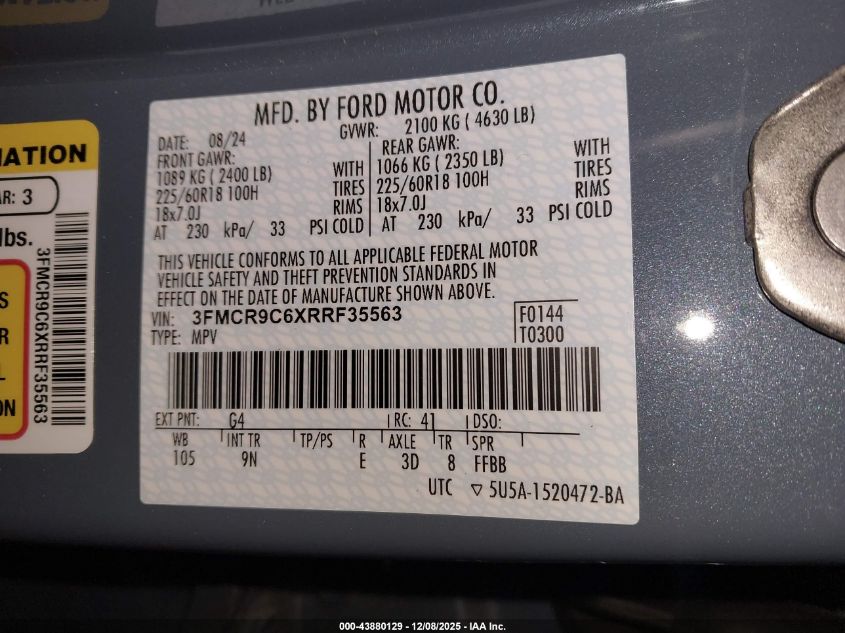 MFD. BY FORD MOTOR CO.
DATE: 08/24 GVWR: 2100 KG ( 4630 LB)
FRONT GAWR: REAR GAWR:
1089 KG ( 2400 LB) WITH 1066 KG ( 2350 LB) WITH
225/60R18 100H TIRES 225/60R18 100H TIRES
18x7.0J RIMS 18x7.0J RIMS
AT 230 kPa/ 33 PSI COLD AT 230 kPa/ 33 PSI COLD
THIS VEHICLE CONFORMS TO ALL APPLICABLE FEDERAL MOTOR
VEHICLE SAFETY AND THEFT PREVENTION STANDARDS IN
EFFECT ON THE DATE OF MANUFACTURE SHOWN ABOVE.
VIN: 3FMCR9C6XRRF35563 F0144
TYPE: MPV T0300
EXT PNT: G4 RC: 41 DSO:
WB INT TR TP/PS R AXLE TR SPR
105 9N E 3D 8 FFBB
UTC ▽ 5U5A-1520472-BA
3
lbs.
3FMCR9C6XRRF35563
000-43880129 - 12/08/2025 - IAA Inc.